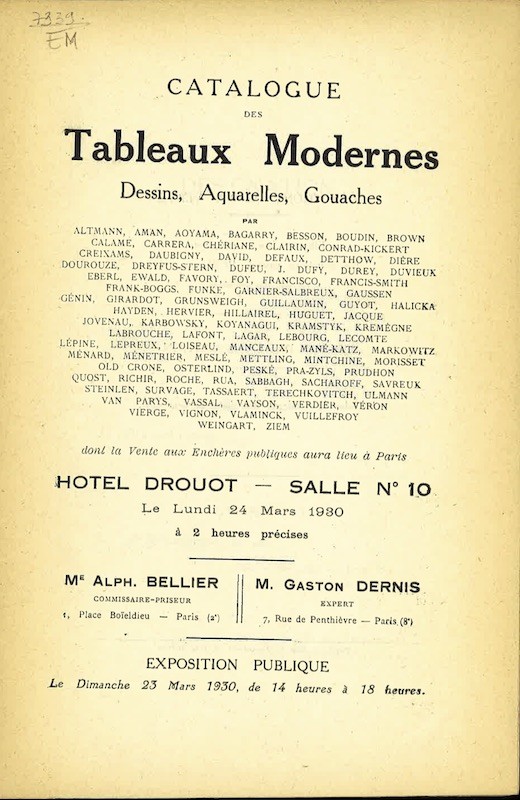 7339.
EM
CATALOGUE
DES
Tableaux Modernes
Dessins, Aquarelles, Gouaches
PAR
ALTMANN, AMAN, AOYAMA, BAGARRY, BESSON, BOUDIN, BROWN
CALAME, CARRERA, CHÉRIANE, CLAIRIN, CONRAD-KICKERT
CREIXAMS, DAUBIGNY, DAVID, DEFAUX, DETTHOW, DIÈRE
DOUROUZE, DREYFUS-STERN, DUFEU, J. DUFY, DUREY, DUVIEUX
EBERL, EWALD, FAVORY, FOY, FRANCISCO, FRANCIS-SMITH
FRANK-BOGGS, FUNKE, GARNIER-SALBREUX, GAUSSEN
GÉNIN, GIRARDOT, GRUNSWEIGH, GUILLAUMIN, GUYOT, HALICKA
HAYDEN, HERVIER, HILLAIREL, HUGUET, JACQUE
JOVENAU, KARBOWSKY, KOYANAGUI, KRAMSTYK, KREMÈGNE
LABROUCHE, LAFONT, LAGAR, LEBOURG, LECOMTE
LÉPINE, LEPREUX, LOISEAU, MANCEAUX, MANÉ-KATZ, MARKOWITZ
MÉNARD, MÉNÉTRIER, MESLÉ, METTLING, MINTCHINE, MORISSET
OLD CRONE, OSTERLIND, PESKÉ, PRA-ZYLS, PRUDHON
QUOST, RICHIR, ROCHE, RUA, SABBAGH, SACHAROFF, SAVREUK
STEINLEN, SURVAGE, TASSAERT, TERECHKOVITCH, ULMANN
VAN PARYS, VASSAL, VAYSON, VERDIER, VÉRON
VIERGE, VIGNON, VLAMINCK, VUILLEFROY
WEINGART, ZIEM
dont la Vente aux Enchères publiques aura lieu à Paris
HOTEL DROUOT — SALLE N° 10
Le Lundi 24 Mars 1930
à 2 heures précises
Mᴱ ALPH. BELLIER
COMMISSAIRE-PRISEUR
1, Place Boïeldieu — Paris (2ᵉ)
M. GASTON DERNIS
EXPERT
7, Rue de Penthièvre — Paris (8ᵉ)
EXPOSITION PUBLIQUE
Le Dimanche 23 Mars 1930, de 14 heures à 18 heures.